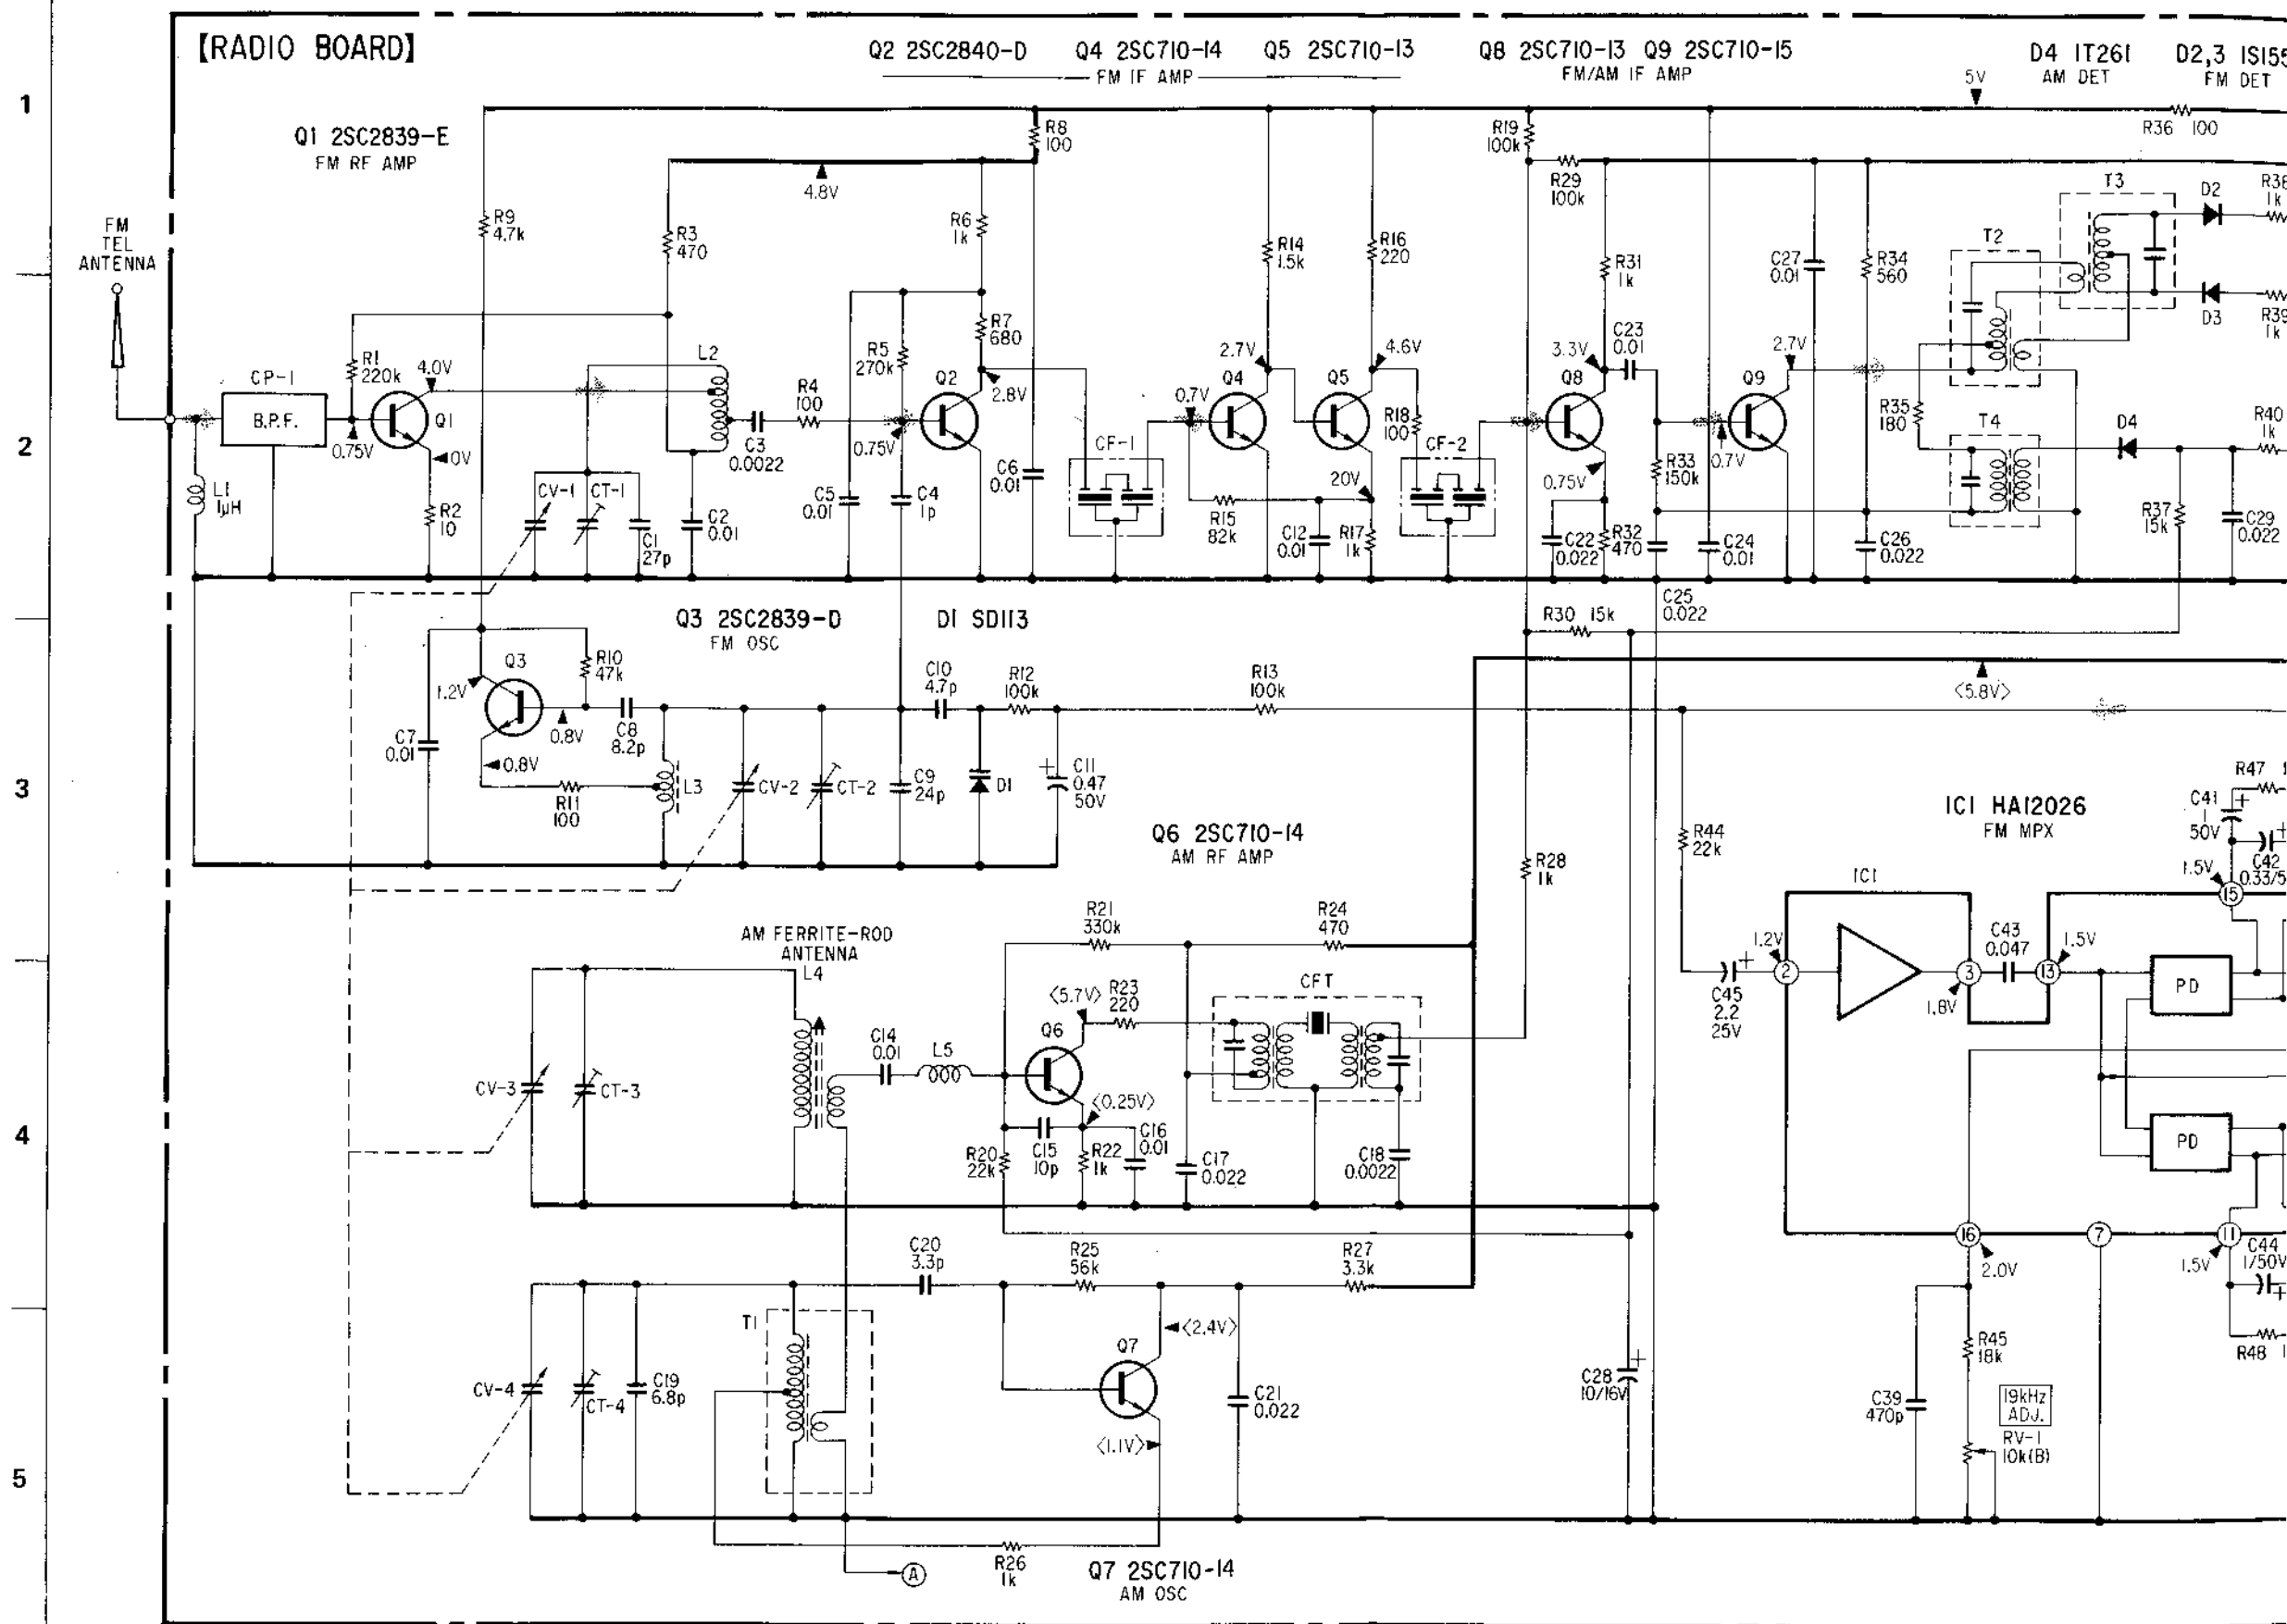 【RADIO BOARD】
Q2 2SC2840-D
Q4 2SC710-14
Q5 2SC710-13
FM IF AMP
Q8 2SC710-13
Q9 2SC710-15
FM/AM IF AMP
D4 1T261
AM DET
D2,3
FM DET
1
Q1 2SC2839-E
FM RF AMP
5V
R36 100
R8
100
R19
100k
4.8V
R29
100k
T3
D2
1k
FM
TEL
ANTENNA
R9
4.7k
R3
470
R6
1k
R14
1.5k
R16
220
R31
1k
C27
0.01
R34
560
T2
D3
R39
1k
R7
680
C23
0.01
R1
220k
4.0V
L2
R5
270k
2.7V
4.6V
3.3V
2.7V
CP-1
B.P.F.
Q1
R4
100
Q2
2.8V
0.7V
Q4
Q5
R18
100
Q8
Q9
R35
180
T4
D4
R40
1k
2
0.75V
0V
C3
0.0022
0.75V
CF-1
CF-2
0.7V
L1
1μH
R2
10
CV-1
CT-1
C1
27p
C2
0.01
C5
0.01
C4
1p
C6
0.01
R15
82k
C12
0.01
20V
R17
1k
0.75V
C22
0.022
R32
470
R33
150k
C24
0.01
C26
0.022
R37
15k
C29
0.022
C25
0.022
R30 15k
Q3 2SC2839-D
FM OSC
D1 SD113
Q3
R10
47k
C10
4.7p
R12
100k
R13
100k
1.2V
0.8V
C8
8.2p
<5.8V>
C7
0.01
0.8V
R11
100
L3
CV-2
CT-2
C9
24p
D1
+
C11
0.47
50V
3
IC1 HA12026
FM MPX
R47
C41
1
50V
+
Q6 2SC710-14
AM RF AMP
R44
22k
R28
1k
IC1
1.5V
C42
15
R21
330k
R24
470
AM FERRITE-ROD
ANTENNA
L4
1.2V
C43
0.047
1.5V
2
3
13
PD
<5.7V>
R23
220
CFT
+
C45
2.2
25V
1.8V
C14
0.01
L5
Q6
CV-3
CT-3
<0.25V>
4
R20
22k
C15
10p
R22
1k
C16
0.01
C17
0.022
C18
0.0022
PD
C20
3.3p
R25
56k
R27
3.3k
16
7
11
2.0V
1.5V
C44
1/50V
+
T1
Q7
<2.4V>
R45
18k
R48
CV-4
CT-4
C19
6.8p
C21
0.022
C28
10/16V
+
C39
470p
19kHz
ADJ.
RV-1
10k(B)
<1.1V>
5
R26
1k
A
Q7 2SC710-14
AM OSC